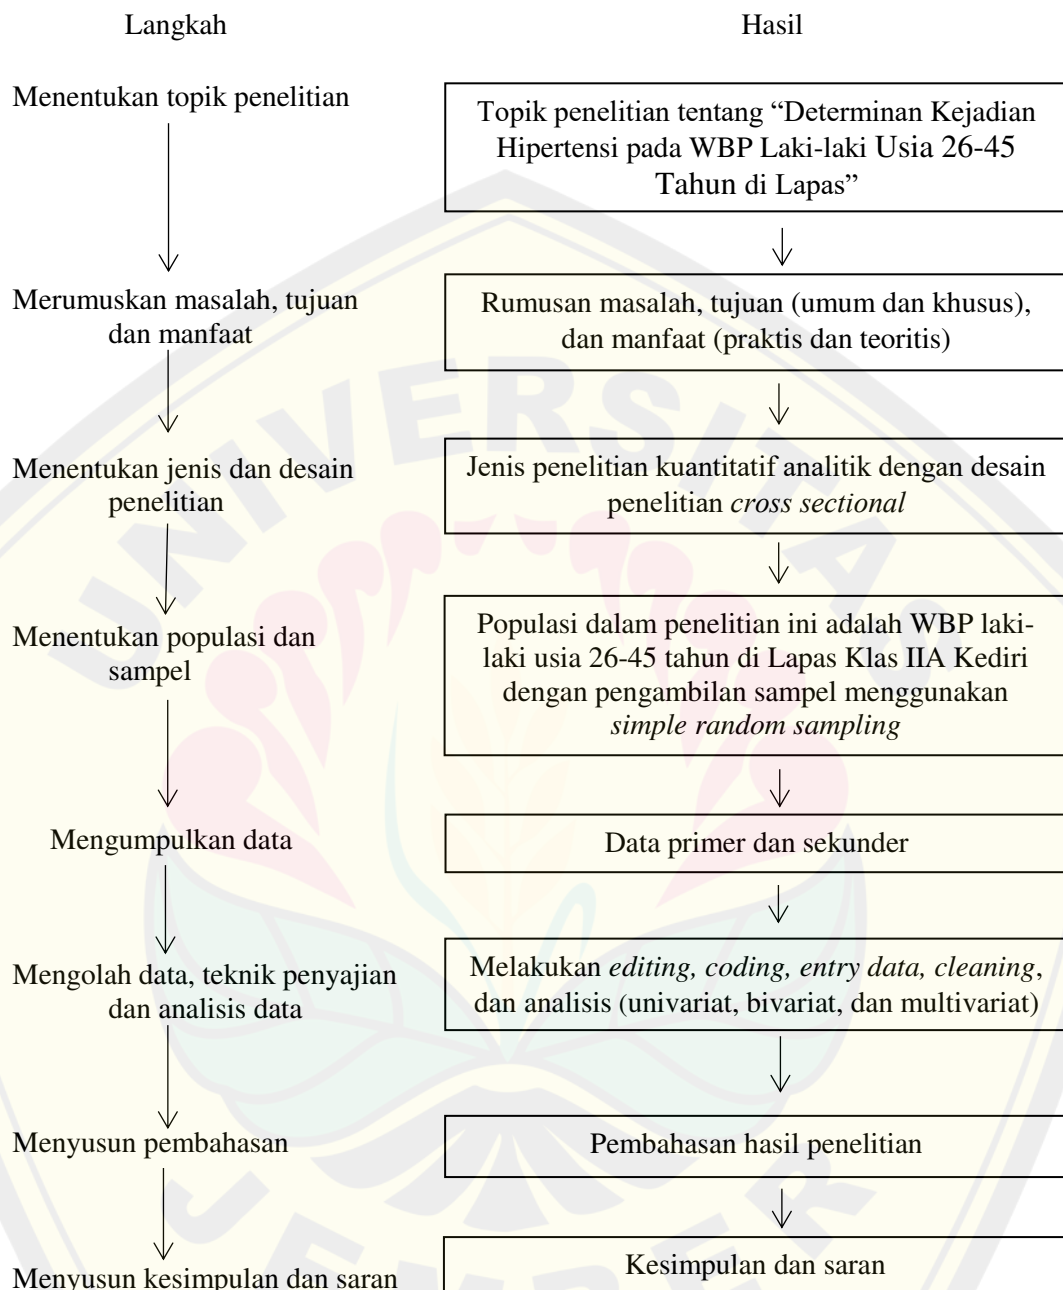 Langkah
Hasil
Menentukan topik penelitian
Topik penelitian tentang “Determinan Kejadian
Hipertensi pada WBP Laki-laki Usia 26-45
Tahun di Lapas”
Merumuskan masalah, tujuan
dan manfaat
Rumusan masalah, tujuan (umum dan khusus),
dan manfaat (praktis dan teoritis)
Menentukan jenis dan desain
penelitian
Jenis penelitian kuantitatif analitik dengan desain
penelitian cross sectional
Menentukan populasi dan
sampel
Populasi dalam penelitian ini adalah WBP laki-
laki usia 26-45 tahun di Lapas Klas IIA Kediri
dengan pengambilan sampel menggunakan
simple random sampling
Mengumpulkan data
Data primer dan sekunder
Mengolah data, teknik penyajian
dan analisis data
Melakukan editing, coding, entry data, cleaning,
dan analisis (univariat, bivariat, dan multivariat)
Menyusun pembahasan
Pembahasan hasil penelitian
Menyusun kesimpulan dan saran
Kesimpulan dan saran
UNIVERSITAS
JEMBER